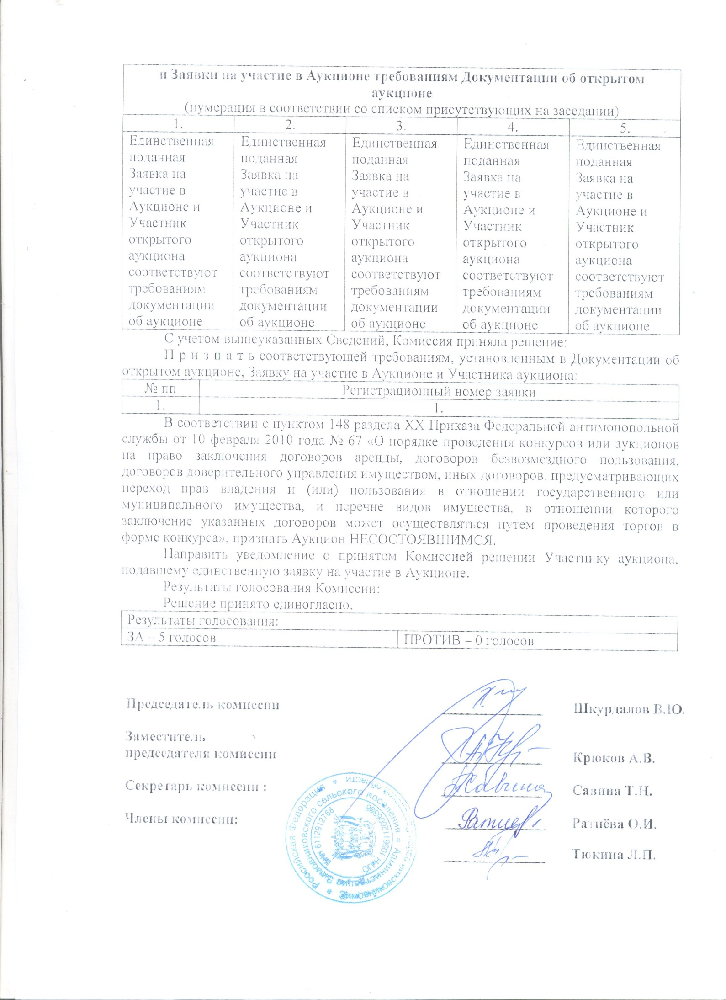 и Заявки на участие в Аукционе требованиям Документации об открытом
аукционе
(нумерация в соответствии со списком присутствующих на заседании)
1. 2. 3. 4. 5.
Единственная Единственная Единственная Единственная Единственная
поданная поданная поданная поданная поданная
Заявка на Заявка на Заявка на Заявка на Заявка на
участие в участие в участие в участие в участие в
Аукционе и Аукционе и Аукционе и Аукционе и Аукционе и
Участник Участник Участник Участник Участник
открытого открытого открытого открытого открытого
аукциона аукциона аукциона аукциона аукциона
соответствуют соответствуют соответствуют соответствуют соответствуют
требованиям требованиям требованиям требованиям требованиям
документации документации документации документации документации
об аукционе об аукционе об аукционе об аукционе об аукционе
С учетом вышеуказанных Сведений, Комиссия приняла решение:
П р и з н а т ь соответствующей требованиям, установленным в Документации об
открытом аукционе, Заявку на участие в Аукционе и Участника аукциона:
№ пп Регистрационный номер заявки
1. 1.
В соответствии с пунктом 148 раздела XX Приказа Федеральной антимонопольной
службы от 10 февраля 2010 года № 67 «О порядке проведения конкурсов или аукционов
на право заключения договоров аренды, договоров безвозмездного пользования,
договоров доверительного управления имуществом, иных договоров, предусматривающих
переход прав владения и (или) пользования в отношении государственного или
муниципального имущества, и перечне видов имущества, в отношении которого
заключение указанных договоров может осуществляться путем проведения торгов в
форме конкурса», признать Аукцион НЕСОСТОЯВШИМСЯ.
Направить уведомление о принятом Комиссией решении Участнику аукциона,
подавшему единственную заявку на участие в Аукционе.
Результаты голосования Комиссии:
Решение принято единогласно.
Результаты голосования:
ЗА – 5 голосов ПРОТИВ – 0 голосов
Председатель комиссии Шкурдалов В.Ю.
Заместитель
председателя комиссии Крюков А.В.
Секретарь комиссии : Савина Т.Н.
Члены комиссии: Ратиёва О.И.
Тюкина Л.П.
* Российская Федерация * области Зимовниковский
Администрация Зимовниковского сельского поселения *
ИНН 6112912768
ОГРН